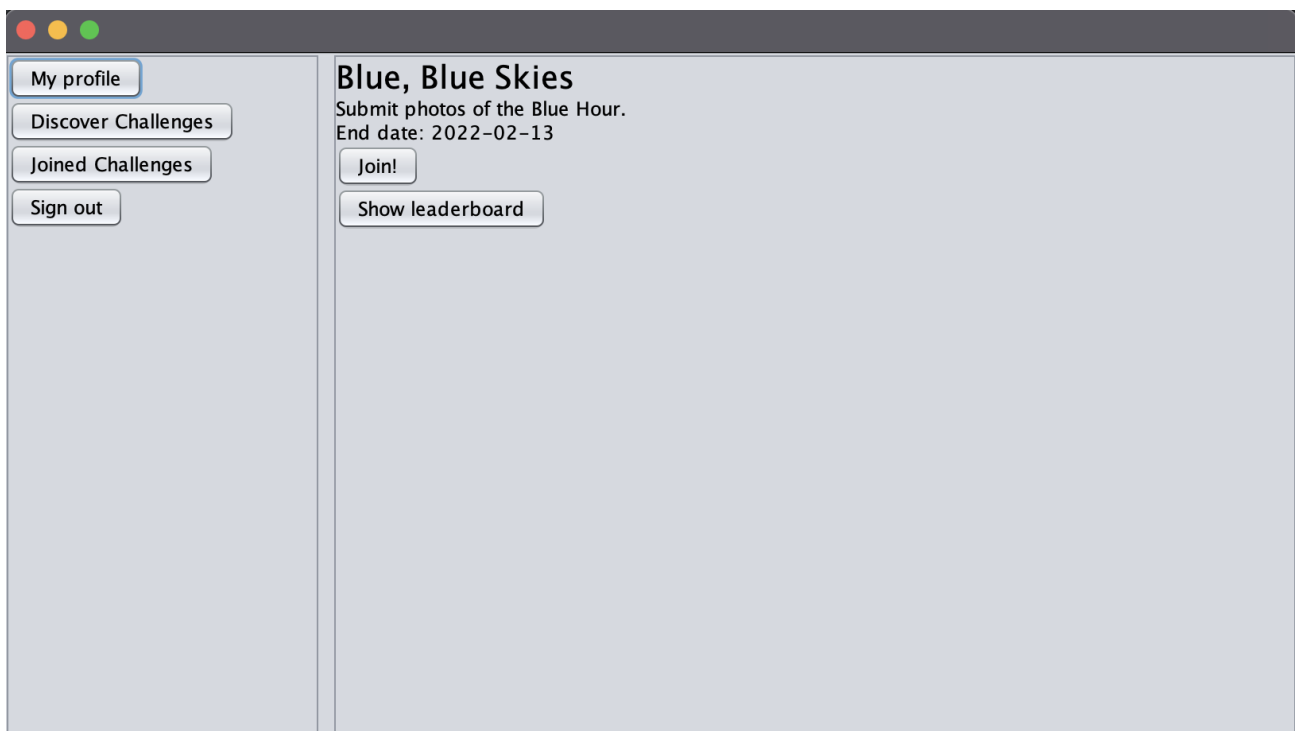 My profile
Discover Challenges
Joined Challenges
Sign out
Blue, Blue Skies
Submit photos of the Blue Hour.
End date: 2022-02-13
Join!
Show leaderboard